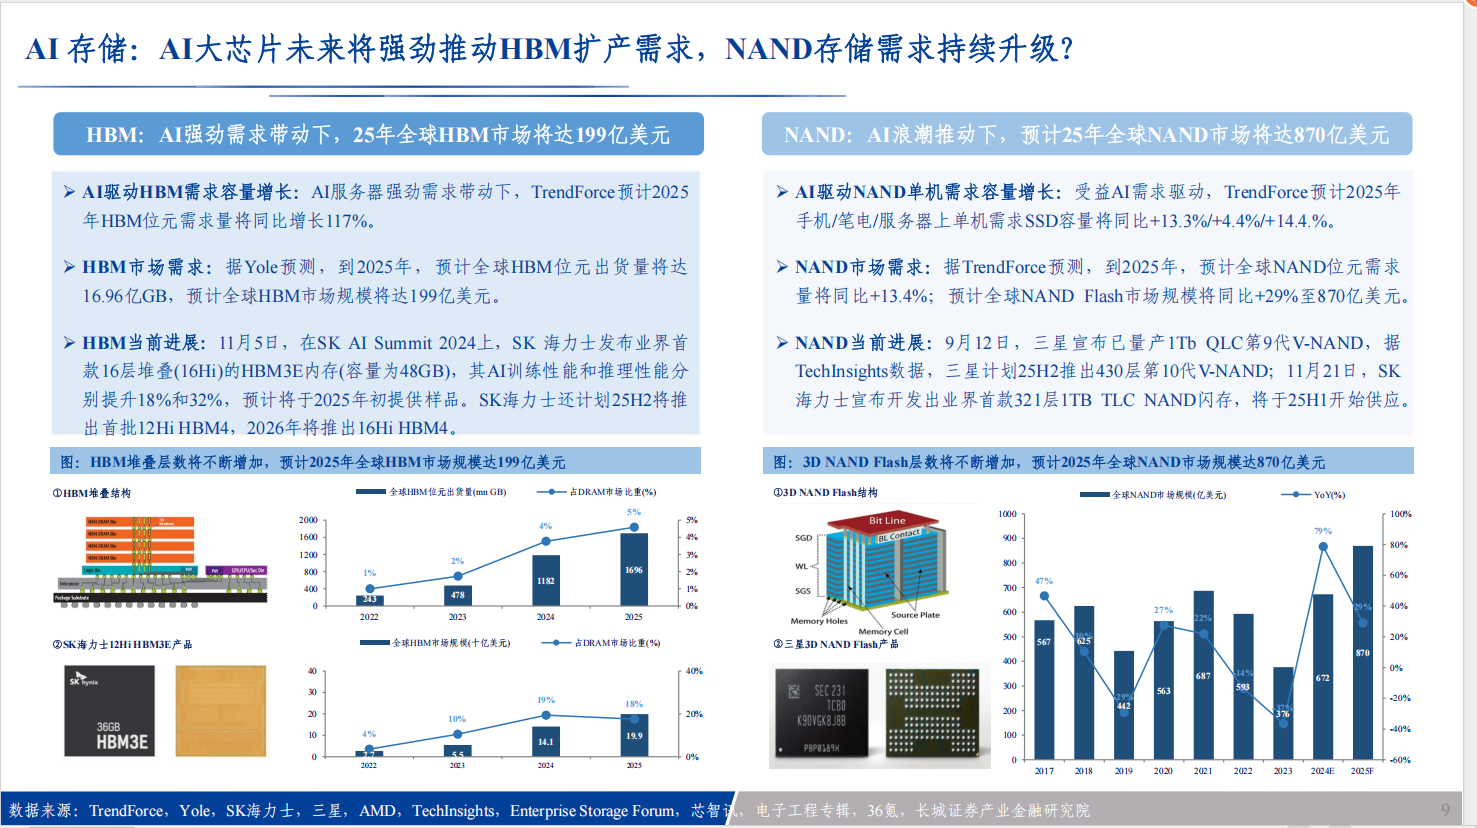 AI 存储：AI大芯片未来将强劲推动HBM扩产需求，NAND存储需求持续升级？
HBM：AI强劲需求带动下，25年全球HBM市场将达199亿美元
➢ AI驱动HBM需求容量增长：AI服务器强劲需求带动下，TrendForce预计2025
年HBM位元需求量将同比增长117%。
➢ HBM市场需求：据Yole预测，到2025年，预计全球HBM位元出货量将达
16.96亿GB，预计全球HBM市场规模将达199亿美元。
➢ HBM当前进展：11月5日，在SK AI Summit 2024上，SK 海力士发布业界首
款16层堆叠(16Hi)的HBM3E内存(容量为48GB)，其AI训练性能和推理性能分
别提升18%和32%，预计将于2025年初提供样品。SK海力士还计划25H2将推
出首批12Hi HBM4，2026年将推出16Hi HBM4。
图：HBM堆叠层数将不断增加，预计2025年全球HBM市场规模达199亿美元
①HBM堆叠结构
HBM DRAM Die
HBM DRAM Die
HBM DRAM Die
HBM DRAM Die
Logic Die
PHY
PHY
GPU/CPU/Soc Die
Interposer
Package Substrate
全球HBM位元出货量(mn GB)
占DRAM市场比重(%)
2000
1600
1200
800
400
0
5%
4%
3%
2%
1%
0%
1%
2%
4%
5%
243
478
1182
1696
2022
2023
2024
2025
②SK海力士12Hi HBM3E产品
SK hynix
36GB
HBM3E
全球HBM市场规模(十亿美元)
占DRAM市场比重(%)
40
30
20
10
0
40%
20%
0%
4%
10%
19%
18%
2.7
5.5
14.1
19.9
2022
2023
2024
2025
NAND：AI浪潮推动下，预计25年全球NAND市场将达870亿美元
➢ AI驱动NAND单机需求容量增长：受益AI需求驱动，TrendForce预计2025年
手机/笔电/服务器上单机需求SSD容量将同比+13.3%/+4.4%/+14.4.%。
➢ NAND市场需求：据TrendForce预测，到2025年，预计全球NAND位元需求
量将同比+13.4%；预计全球NAND Flash市场规模将同比+29%至870亿美元。
➢ NAND当前进展：9月12日，三星宣布已量产1Tb QLC第9代V-NAND，据
TechInsights数据，三星计划25H2推出430层第10代V-NAND；11月21日，SK
海力士宣布开发出业界首款321层1TB TLC NAND闪存，将于25H1开始供应。
图：3D NAND Flash层数将不断增加，预计2025年全球NAND市场规模达870亿美元
①3D NAND Flash结构
Bit Line
BL Contact
SGD
WL
SGS
Source Plate
Memory Holes
Memory Cell
②三星3D NAND Flash产品
SEC 231
TCB0
K90VGK8J8B
PBP0189X
全球NAND市场规模(亿美元)
YoY(%)
1000
900
800
700
600
500
400
300
200
100
0
100%
80%
60%
40%
20%
0%
-20%
-40%
-60%
47%
10%
-29%
27%
22%
-14%
-37%
79%
29%
567
625
442
563
687
593
376
672
870
2017
2018
2019
2020
2021
2022
2023
2024E
2025F
数据来源：TrendForce，Yole，SK海力士，三星，AMD，TechInsights，Enterprise Storage Forum，芯智讯，电子工程专辑，36氪，长城证券产业金融研究院
9